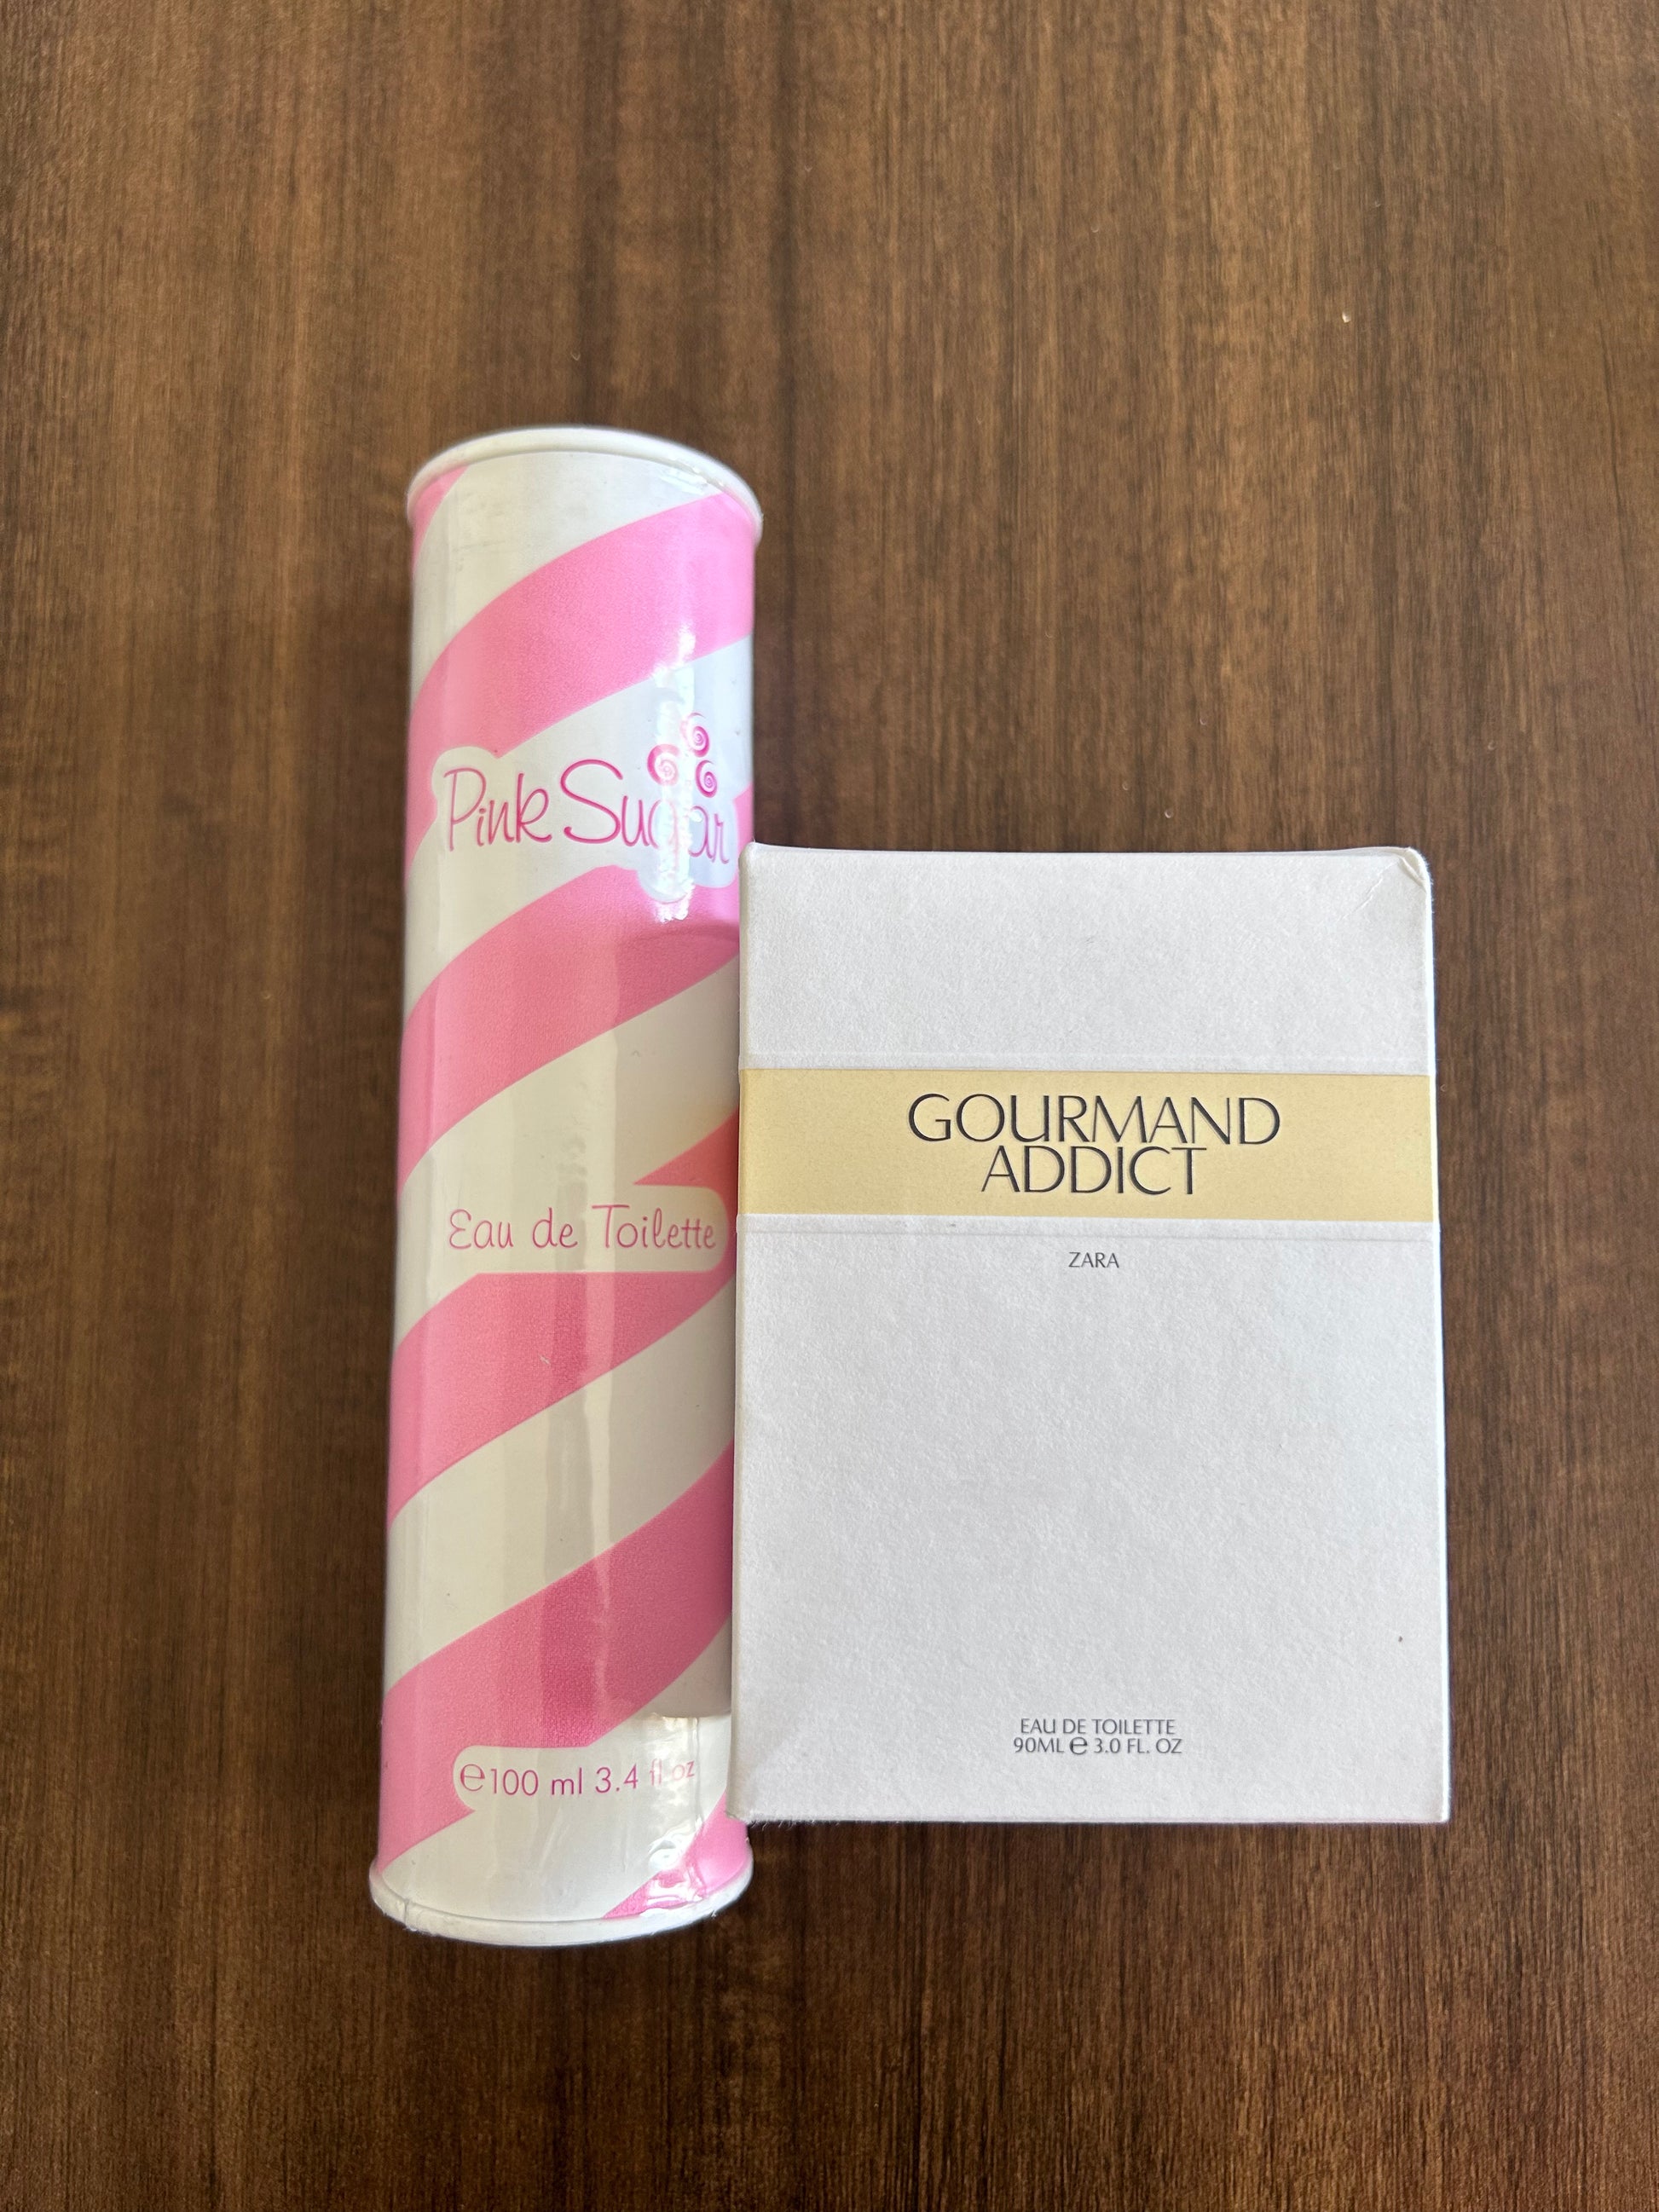 Pink Sugar
Eau de Toilette
℮100 ml 3.4 fl oz
GOURMAND
ADDICT
ZARA
EAU DE TOILETTE
90ML ℮ 3.0 FL. OZ